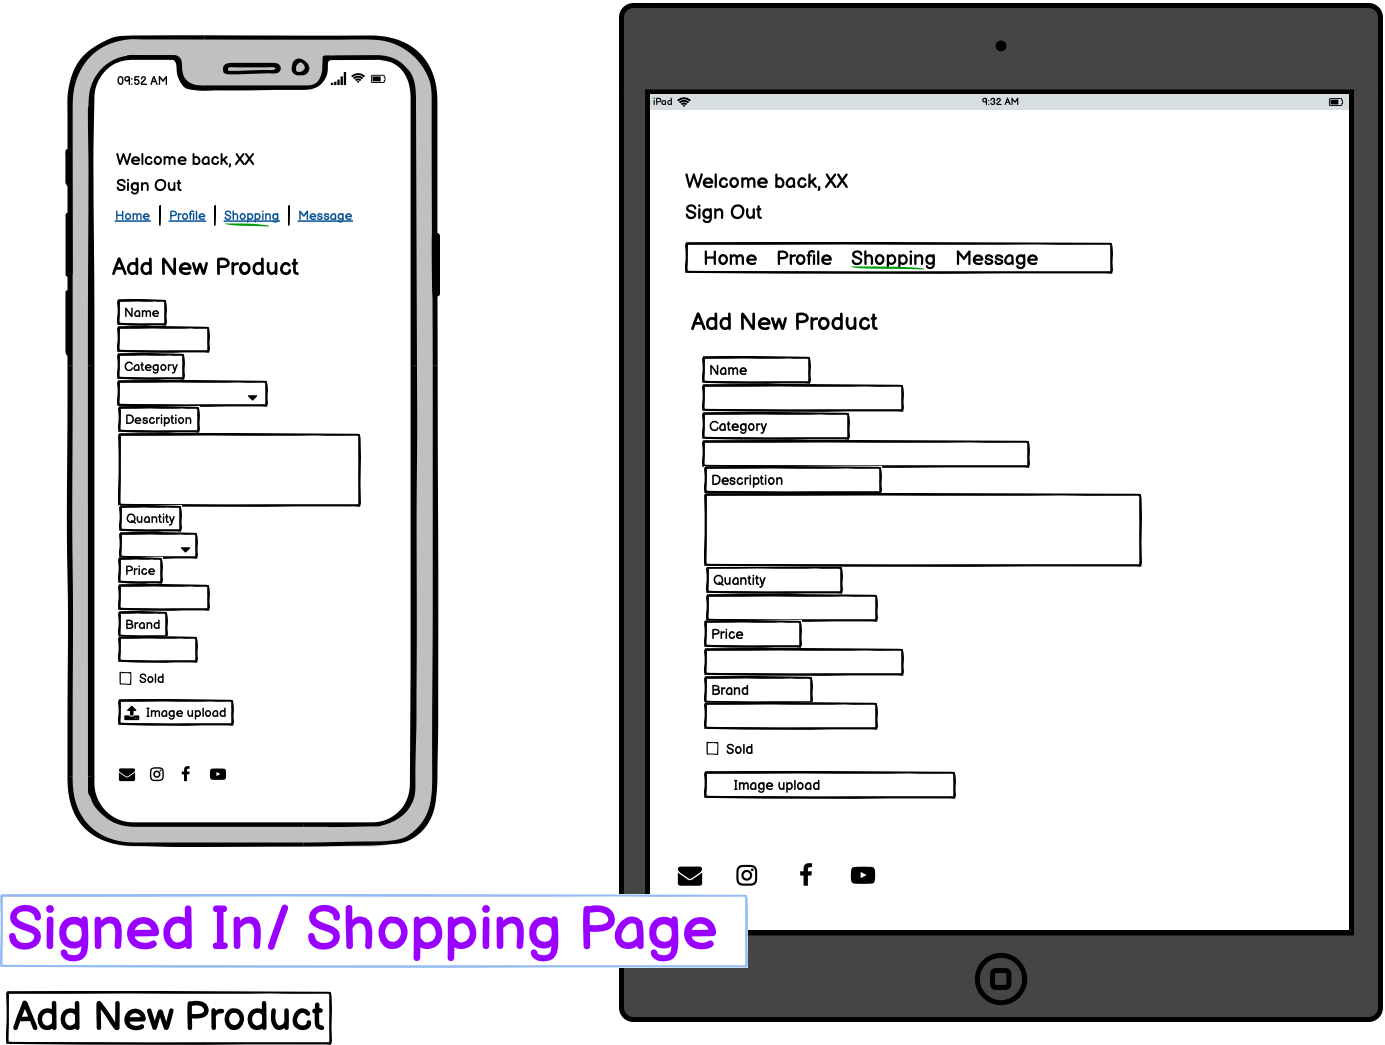 09:52 AM
Welcome back, XX
Sign Out
Home | Profile | Shopping | Message
Add New Product
Name
Category
Description
Quantity
Price
Brand
Sold
Image upload
iPad 9:32 AM
Welcome back, XX
Sign Out
Home Profile Shopping Message
Add New Product
Name
Category
Description
Quantity
Price
Brand
Sold
Image upload
Signed In/ Shopping Page
Add New Product